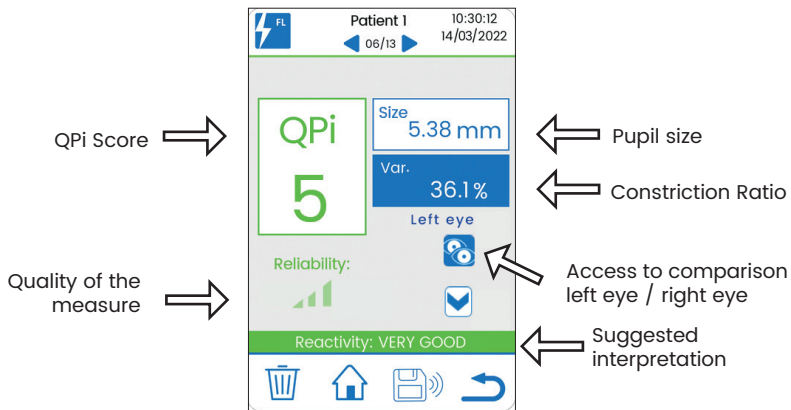 FL
Patient 1
06/13
10:30:12
14/03/2022
QPi Score
QPi
5
Size
5.38 mm
Pupil size
Var.
36.1%
Constriction Ratio
Left eye
Quality of the
measure
Reliability:
Access to comparison
left eye / right eye
Reactivity: VERY GOOD
Suggested
interpretation